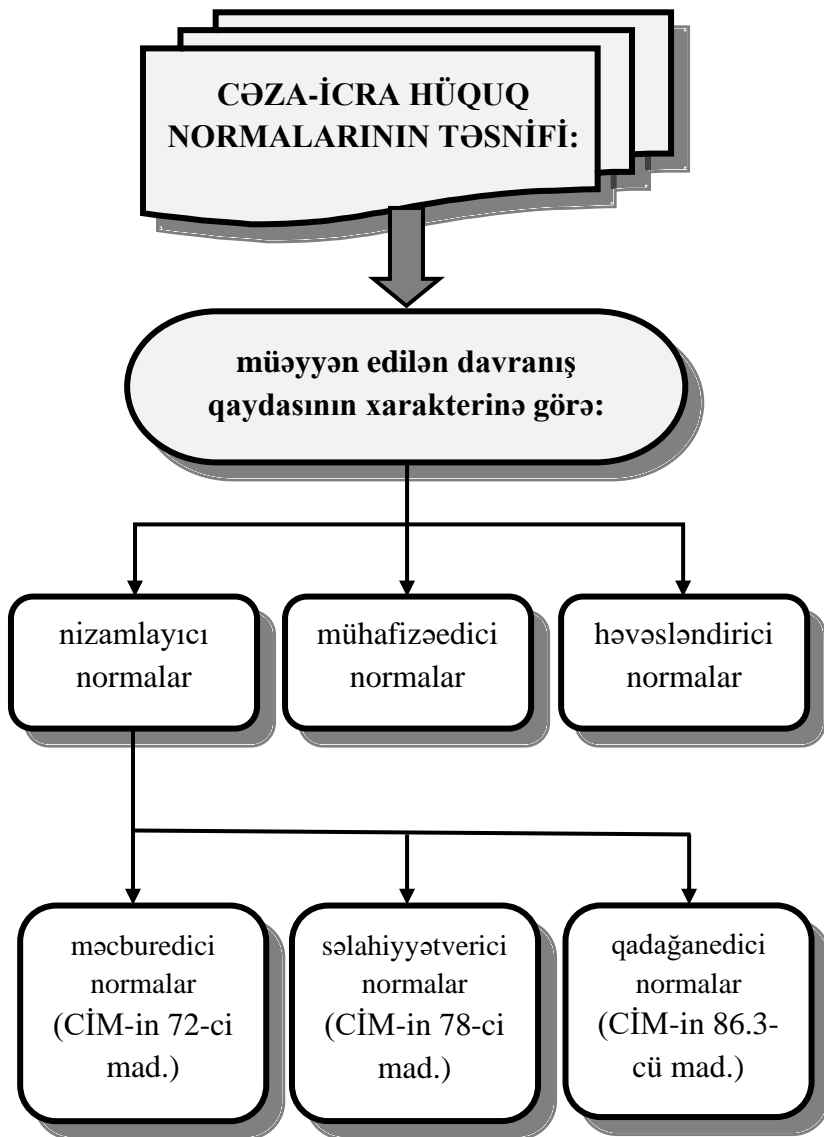 CƏZA-İCRA HÜQUQ
NORMALARININ TƏSNİFİ:
müəyyən edilən davranış
qaydasının xarakterinə görə:
nizamlayıcı
normalar
mühafizəedici
normalar
həvəsləndirici
normalar
məcburedici
normalar
(CİM-in 72-ci
mad.)
səlahiyyətverici
normalar
(CİM-in 78-ci
mad.)
qadağanedici
normalar
(CİM-in 86.3-
cü mad.)